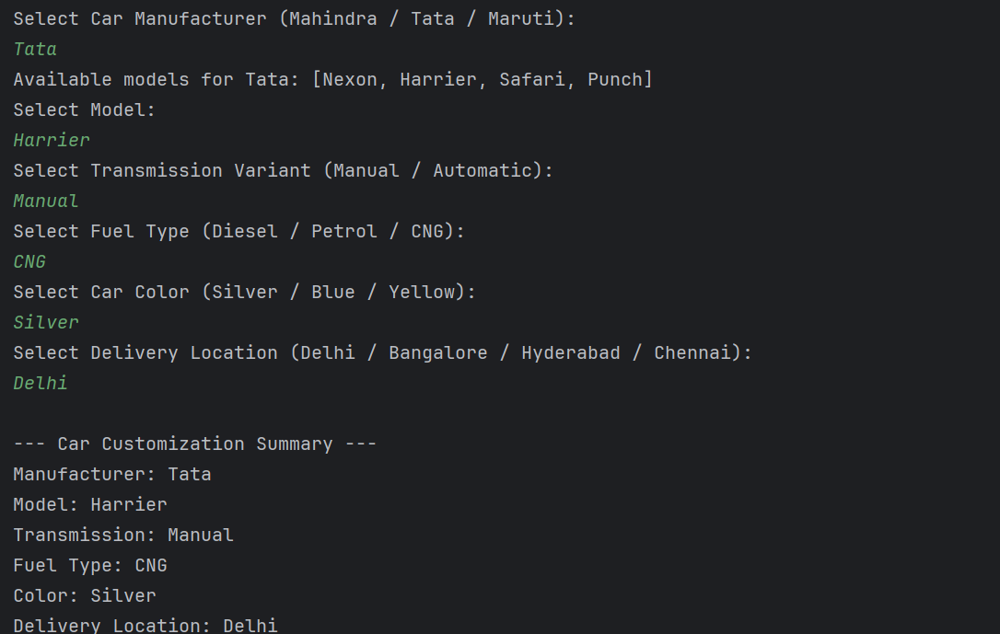 Select Car Manufacturer (Mahindra / Tata / Maruti):
Tata
Available models for Tata: [Nexon, Harrier, Safari, Punch]
Select Model:
Harrier
Select Transmission Variant (Manual / Automatic):
Manual
Select Fuel Type (Diesel / Petrol / CNG):
CNG
Select Car Color (Silver / Blue / Yellow):
Silver
Select Delivery Location (Delhi / Bangalore / Hyderabad / Chennai):
Delhi
--- Car Customization Summary ---
Manufacturer: Tata
Model: Harrier
Transmission: Manual
Fuel Type: CNG
Color: Silver
Delivery Location: Delhi